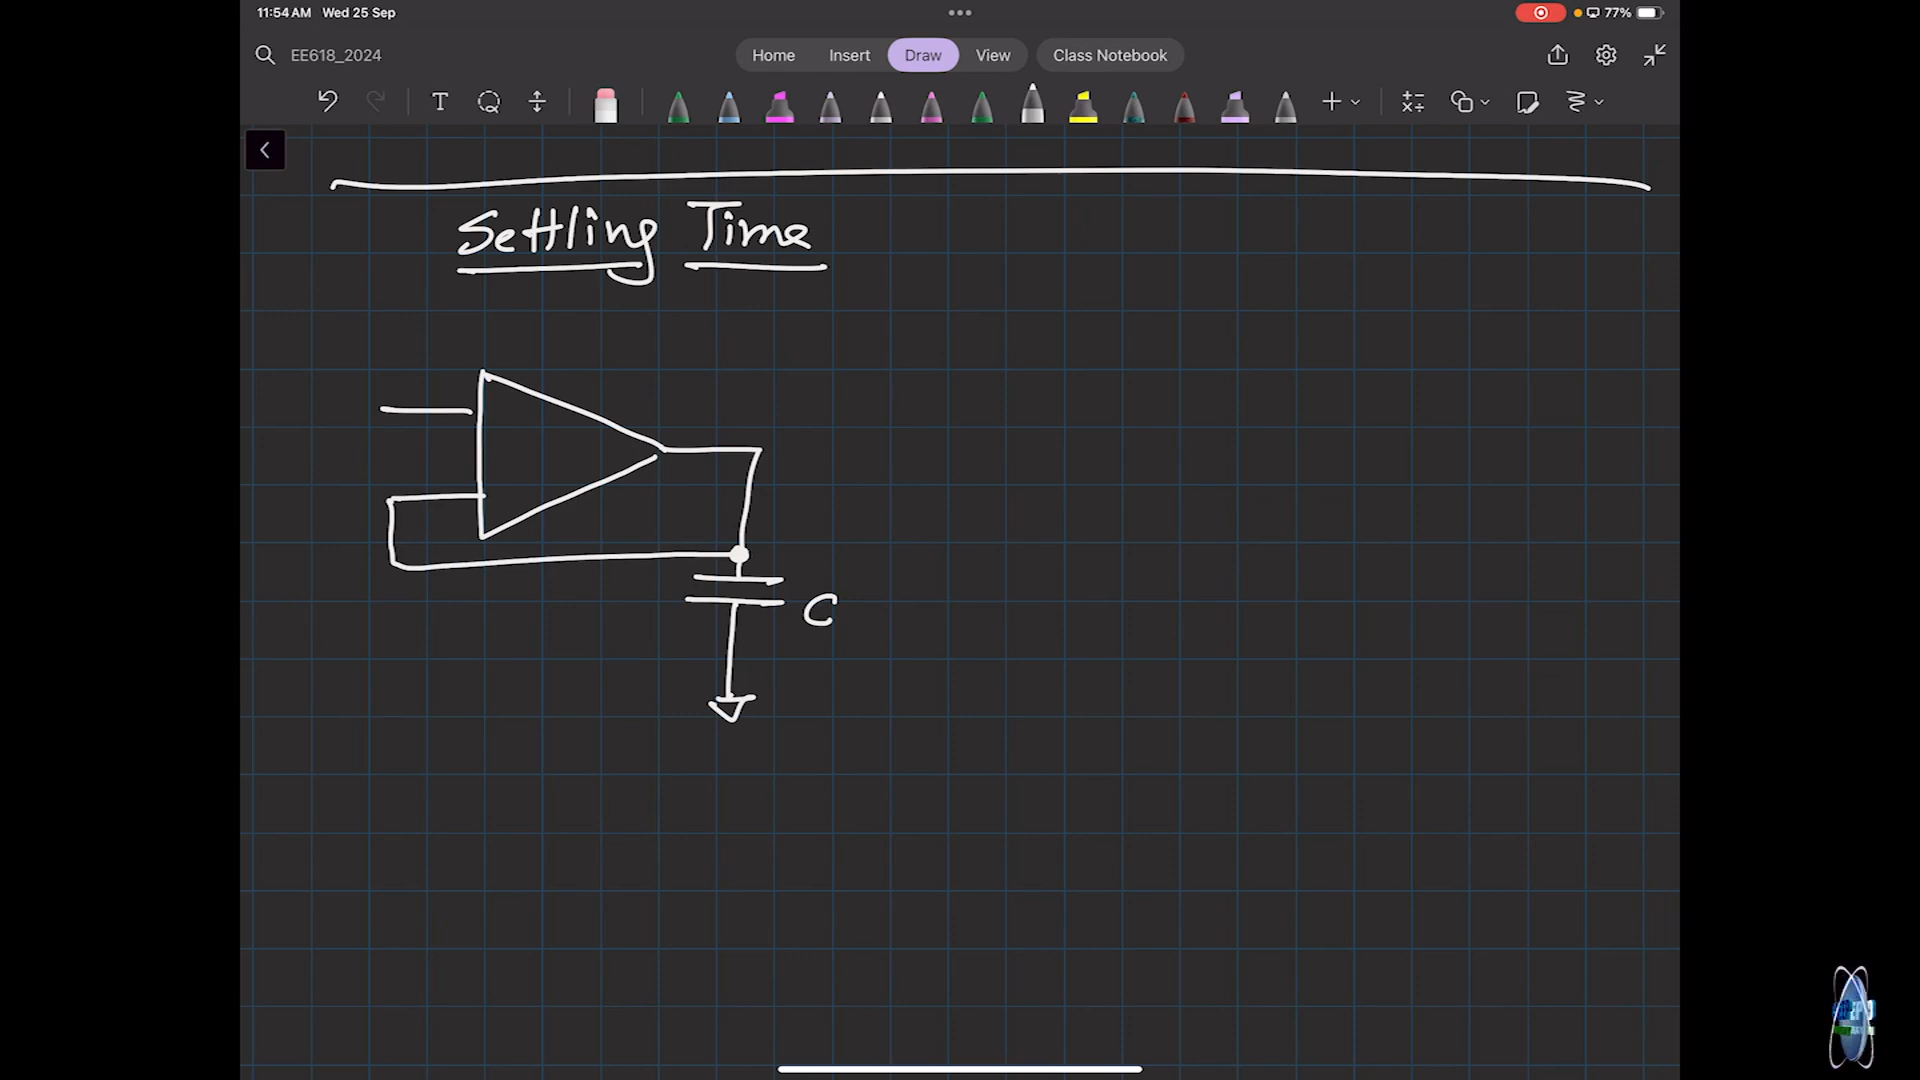 11:54 AM Wed 25 Sep
77%
EE618_2024
Home Insert Draw View Class Notebook
T
Settling Time
C